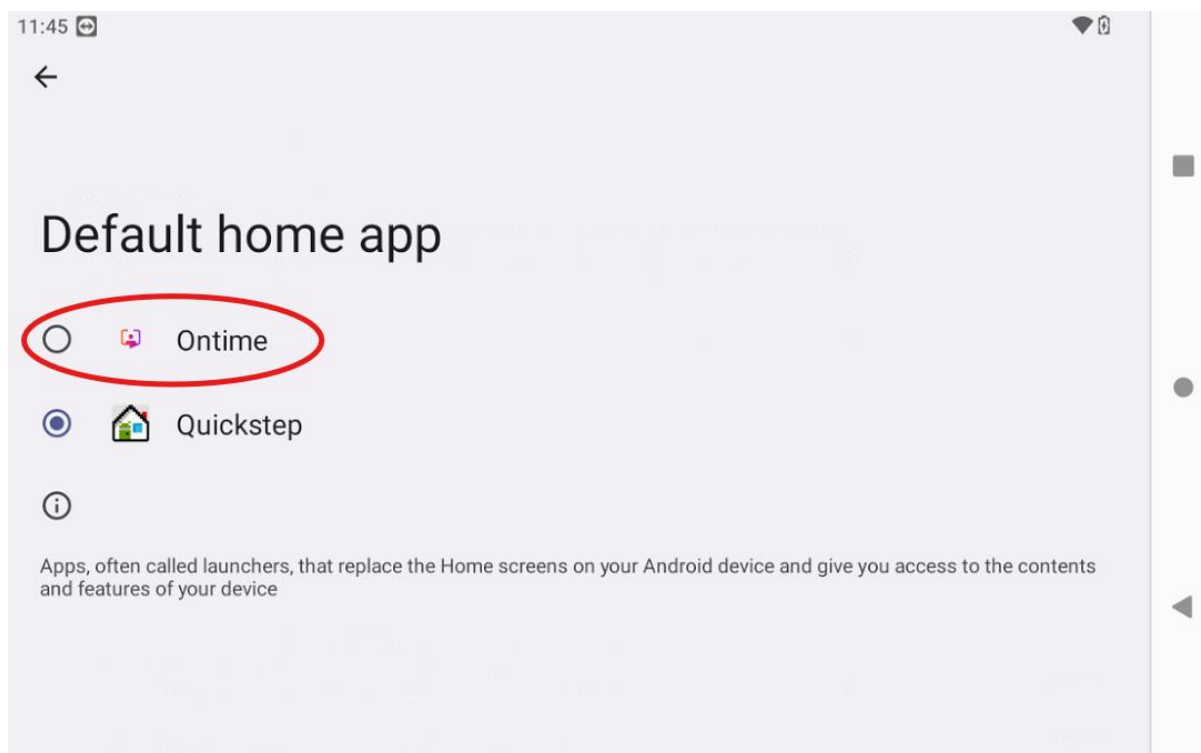 11:45
Default home app
Ontime
Quickstep
Apps, often called launchers, that replace the Home screens on your Android device and give you access to the contents
and features of your device